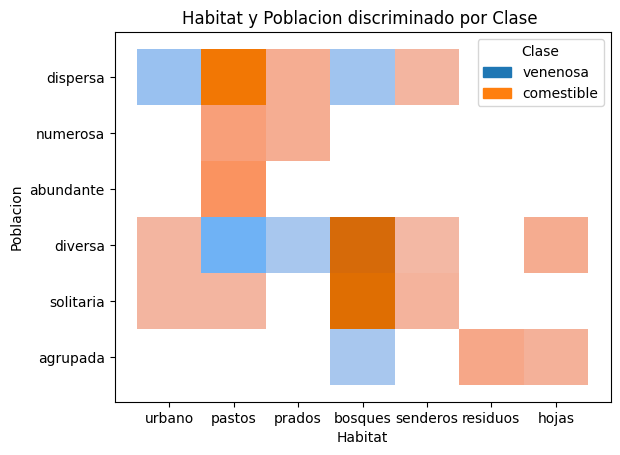 Habitat y Poblacion discriminado por Clase
Clase
venenosa
comestible
Poblacion
dispersa
numerosa
abundante
diversa
solitaria
agrupada
urbano pastos prados bosques senderos residuos hojas
Habitat